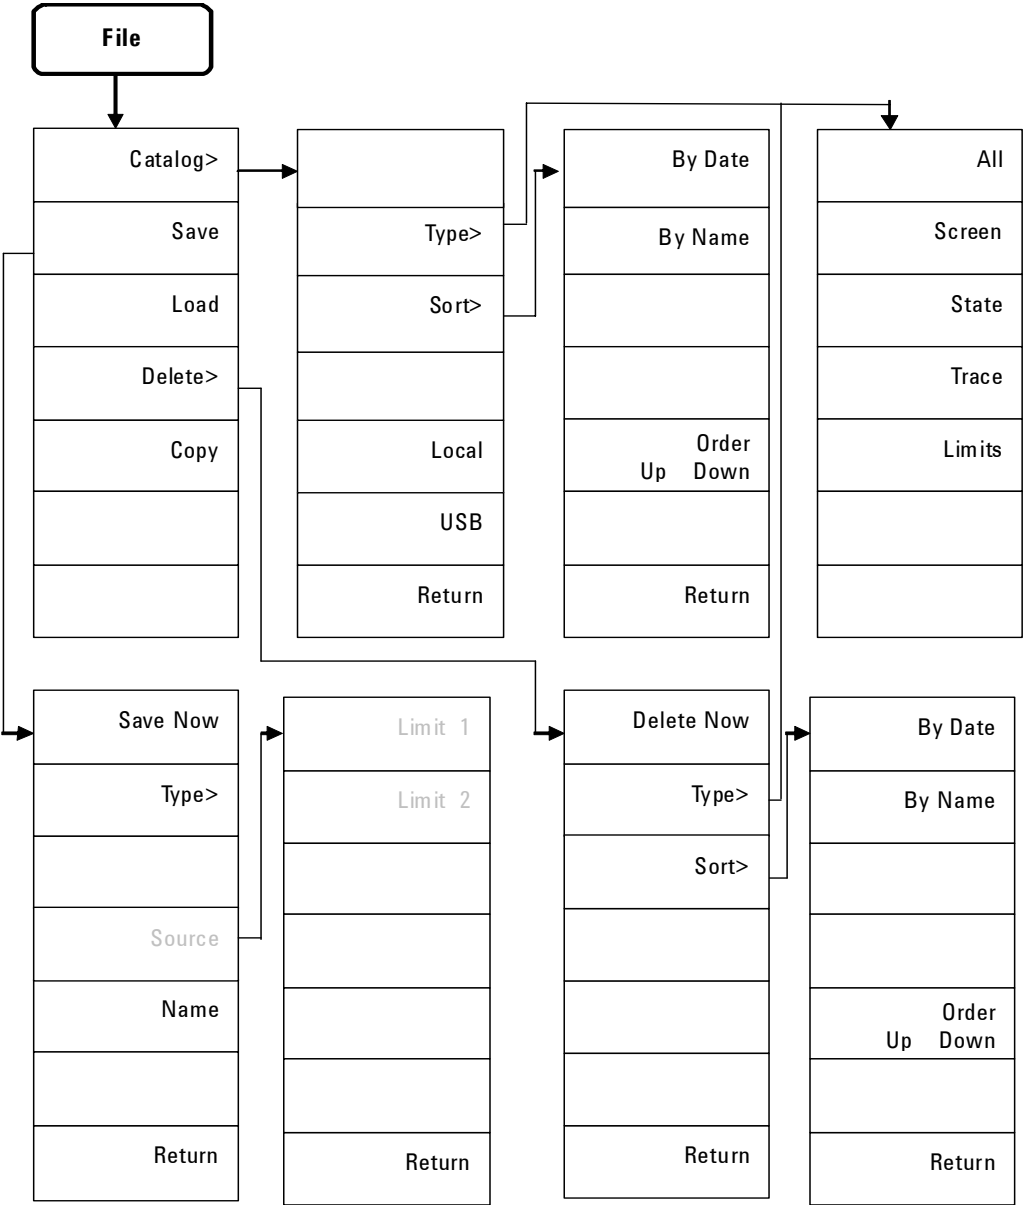 File
Catalog>
Save
Load
Delete>
Copy
Type>
Sort>
Local
USB
Return
By Date
By Name
Order
Up Down
Return
All
Screen
State
Trace
Limits
Save Now
Type>
Source
Name
Return
Limit 1
Limit 2
Return
Delete Now
Type>
Sort>
Return
By Date
By Name
Order
Up Down
Return